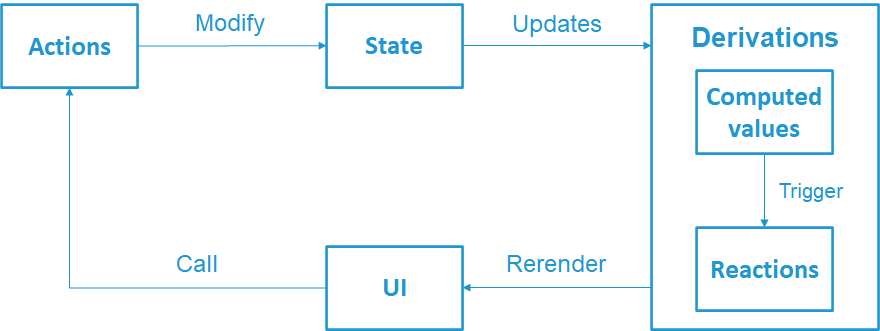 Actions
Modify
State
Updates
Derivations
Computed
values
Trigger
Reactions
Rerender
UI
Call